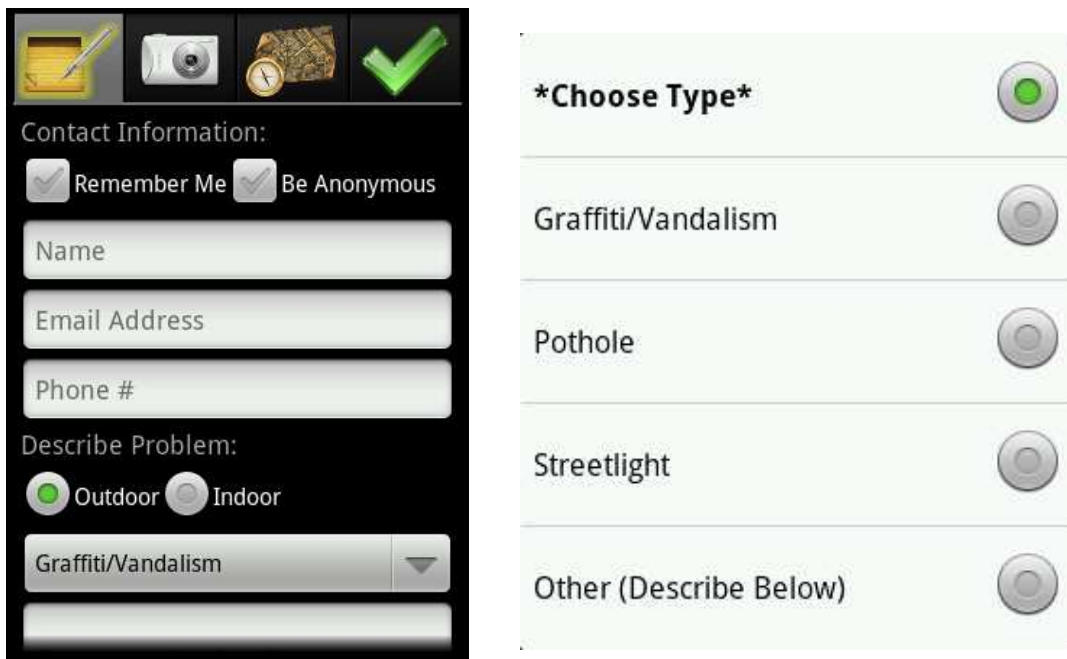 Contact Information:
Remember Me Be Anonymous
Name
Email Address
Phone #
Describe Problem:
Outdoor Indoor
Graffiti/Vandalism
*Choose Type*
Graffiti/Vandalism
Pothole
Streetlight
Other (Describe Below)